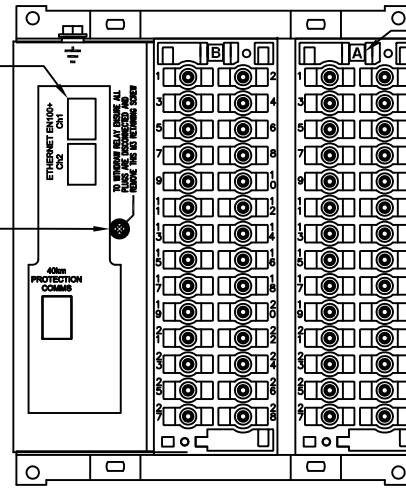 B
A
ETHERNET EN100+
Ch1
Ch2
TO WITHDRAW RELAY ENSURE ALL
PLUGS ARE DISCONNECTED AND
REMOVE THIS M3 RETAINING SCREW
40km
PROTECTION
COMMS
1 2
3 4
5 6
7 8
9 10
11 12
13 14
15 16
17 18
19 20
21 22
23 24
25 26
27 28
1
3
5
7
9
11
13
15
17
19
21
23
25
27